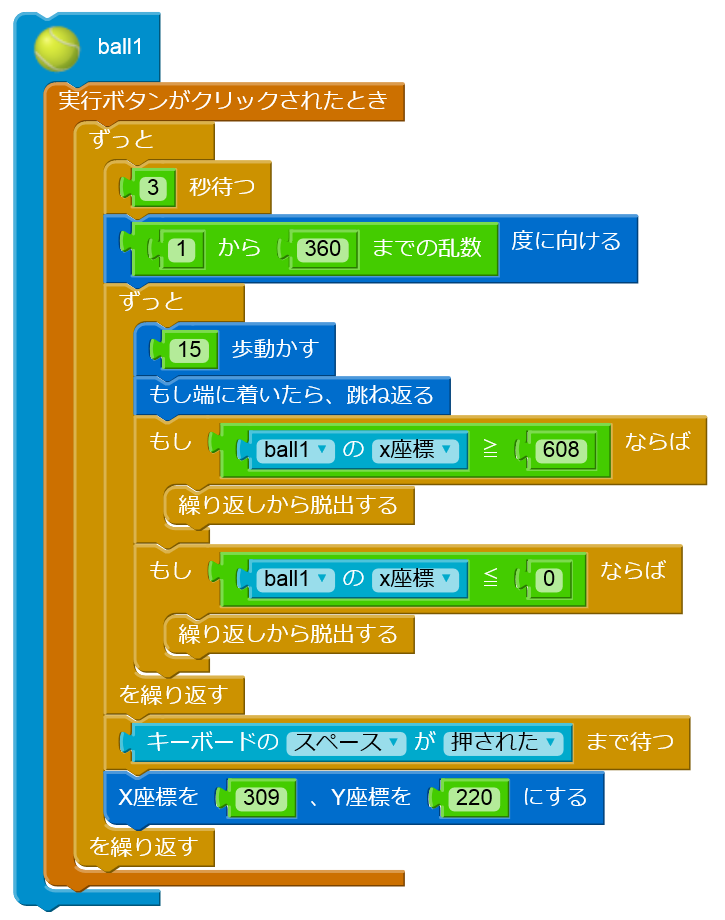 ball1
実行ボタンがクリックされたとき
ずっと
3 秒待つ
1 から 360 までの乱数 度に向ける
ずっと
15 歩動かす
もし端に着いたら、跳ね返る
もし ball1 の x座標 ≧ 608 ならば
繰り返しから脱出する
もし ball1 の x座標 ≦ 0 ならば
繰り返しから脱出する
を繰り返す
キーボードの スペース が 押された まで待つ
X座標を 309 、Y座標を 220 にする
を繰り返す